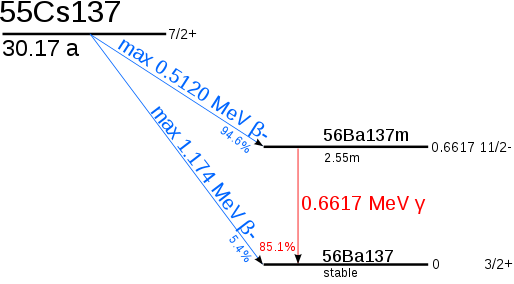 55Cs137
7/2+
30.17 a
max 0.5120 MeV β-
94.6%
max 1.174 MeV β-
5.4%
56Ba137m
2.55m
0.6617 11/2-
0.6617 MeV γ
85.1%
56Ba137
stable
0 3/2+